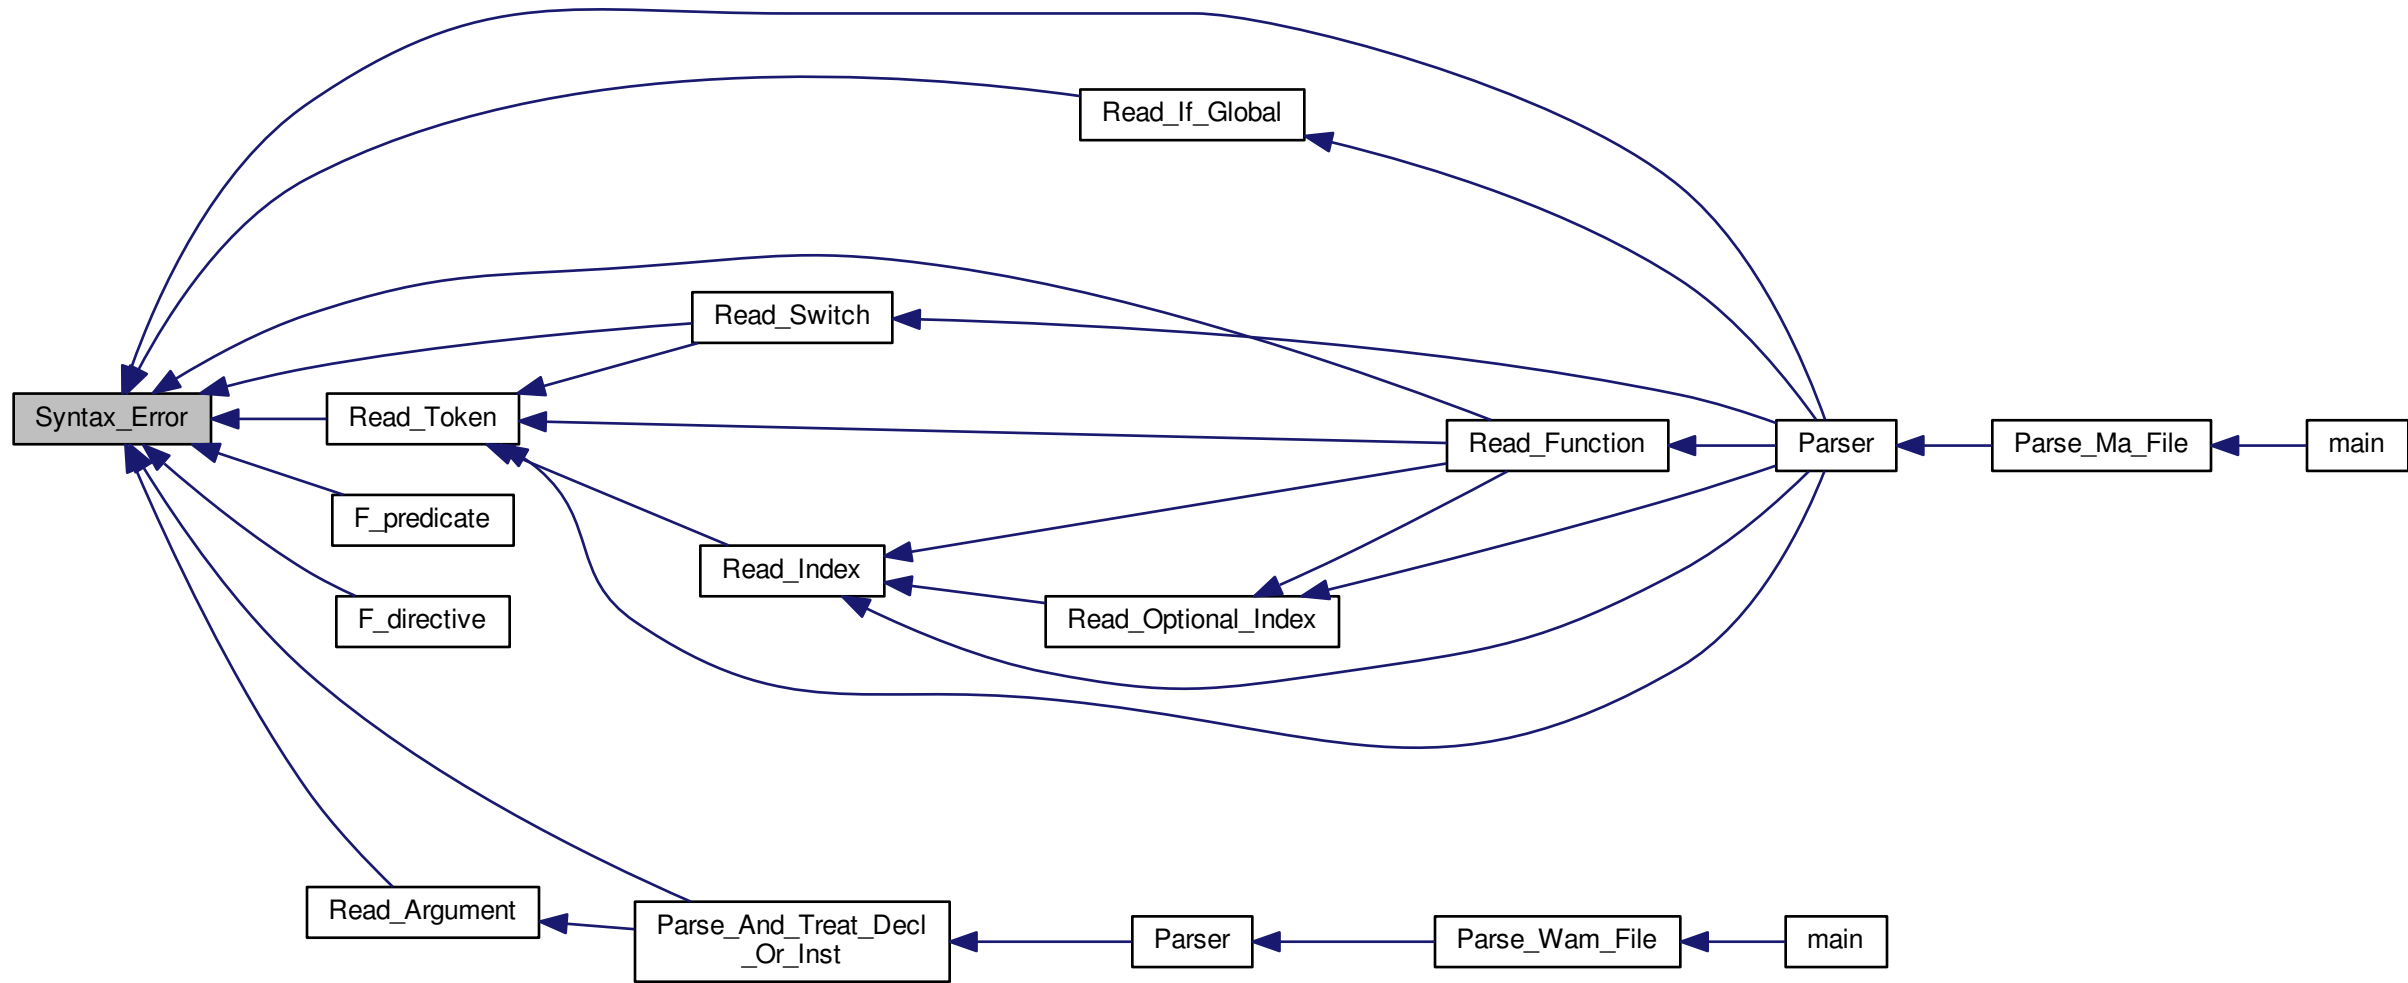 Read_If_Global
Read_Switch
Syntax_Error
Read_Token
Read_Function
Parser
Parse_Ma_File
main
F_predicate
Read_Index
F_directive
Read_Optional_Index
Read_Argument
Parse_And_Treat_Decl
_Or_Inst
Parser
Parse_Wam_File
main